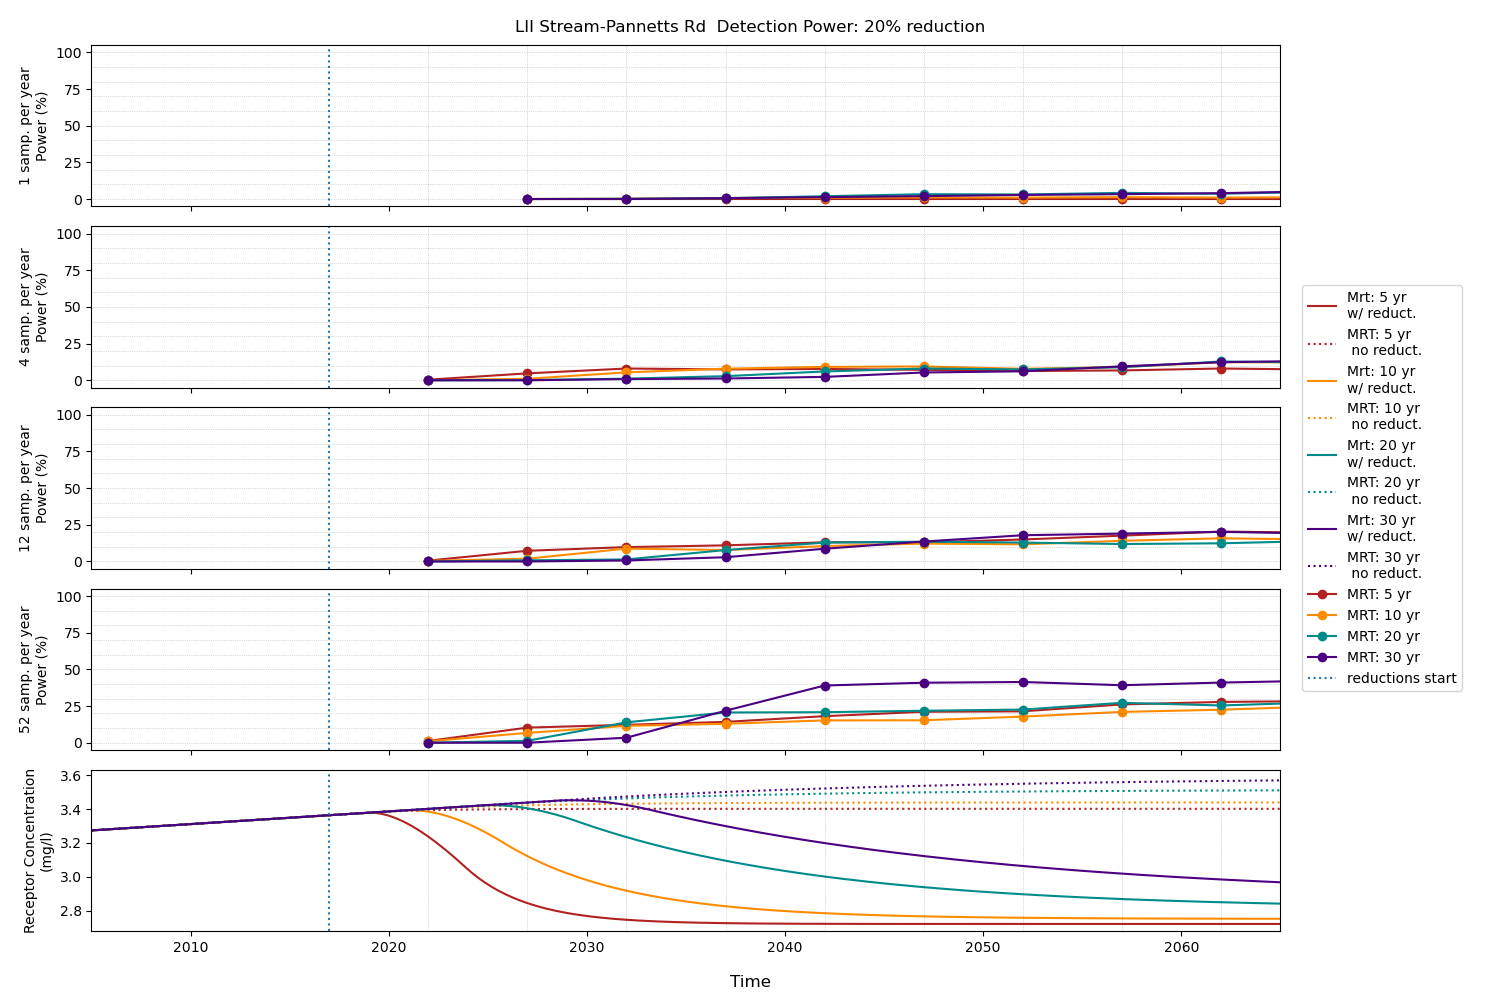 LII Stream-Pannetts Rd  Detection Power: 20% reduction
1 samp. per year
Power (%)
100
75
50
25
0
4 samp. per year
Power (%)
100
75
50
25
0
12 samp. per year
Power (%)
100
75
50
25
0
52 samp. per year
Power (%)
100
75
50
25
0
Receptor Concentration
(mg/l)
3.6
3.4
3.2
3.0
2.8
2010
2020
2030
2040
2050
2060
Time
Mrt: 5 yr
w/ reduct.
MRT: 5 yr
no reduct.
Mrt: 10 yr
w/ reduct.
MRT: 10 yr
no reduct.
Mrt: 20 yr
w/ reduct.
MRT: 20 yr
no reduct.
Mrt: 30 yr
w/ reduct.
MRT: 30 yr
no reduct.
MRT: 5 yr
MRT: 10 yr
MRT: 20 yr
MRT: 30 yr
reductions start